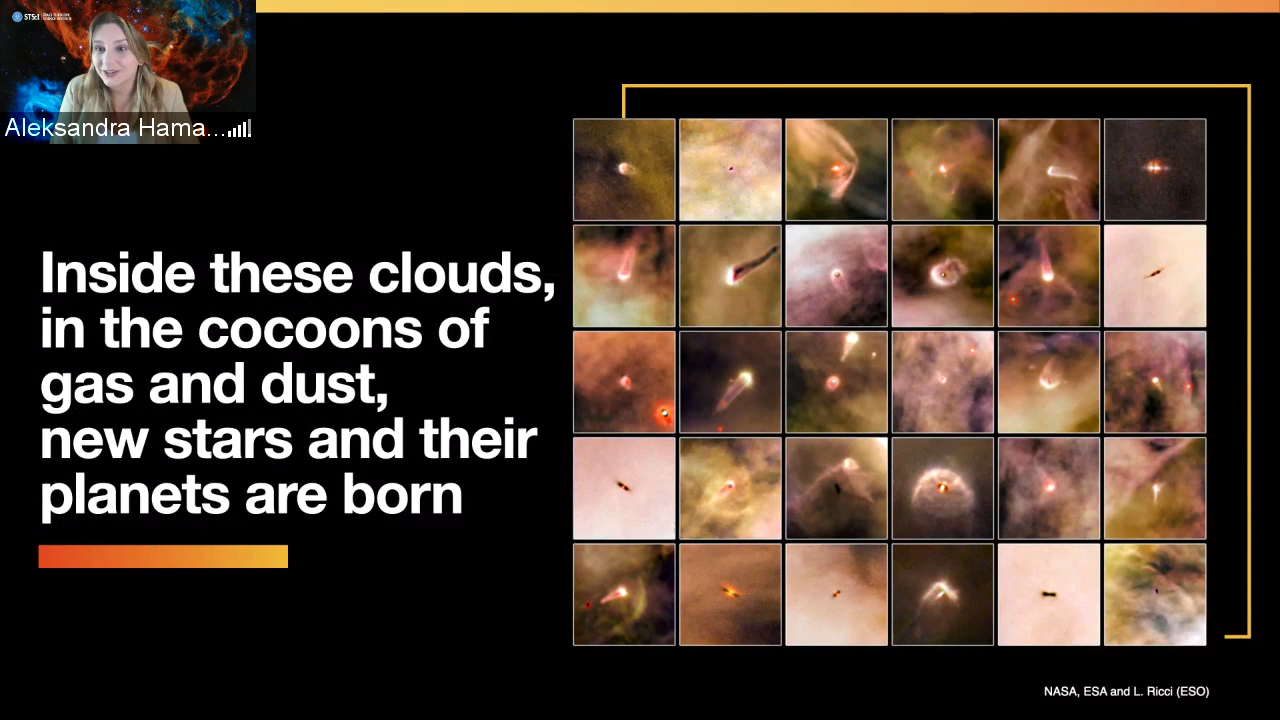 STScI
Aleksandra Hama...
Inside these clouds,
in the cocoons of
gas and dust,
new stars and their
planets are born
NASA, ESA and L. Ricci (ESO)